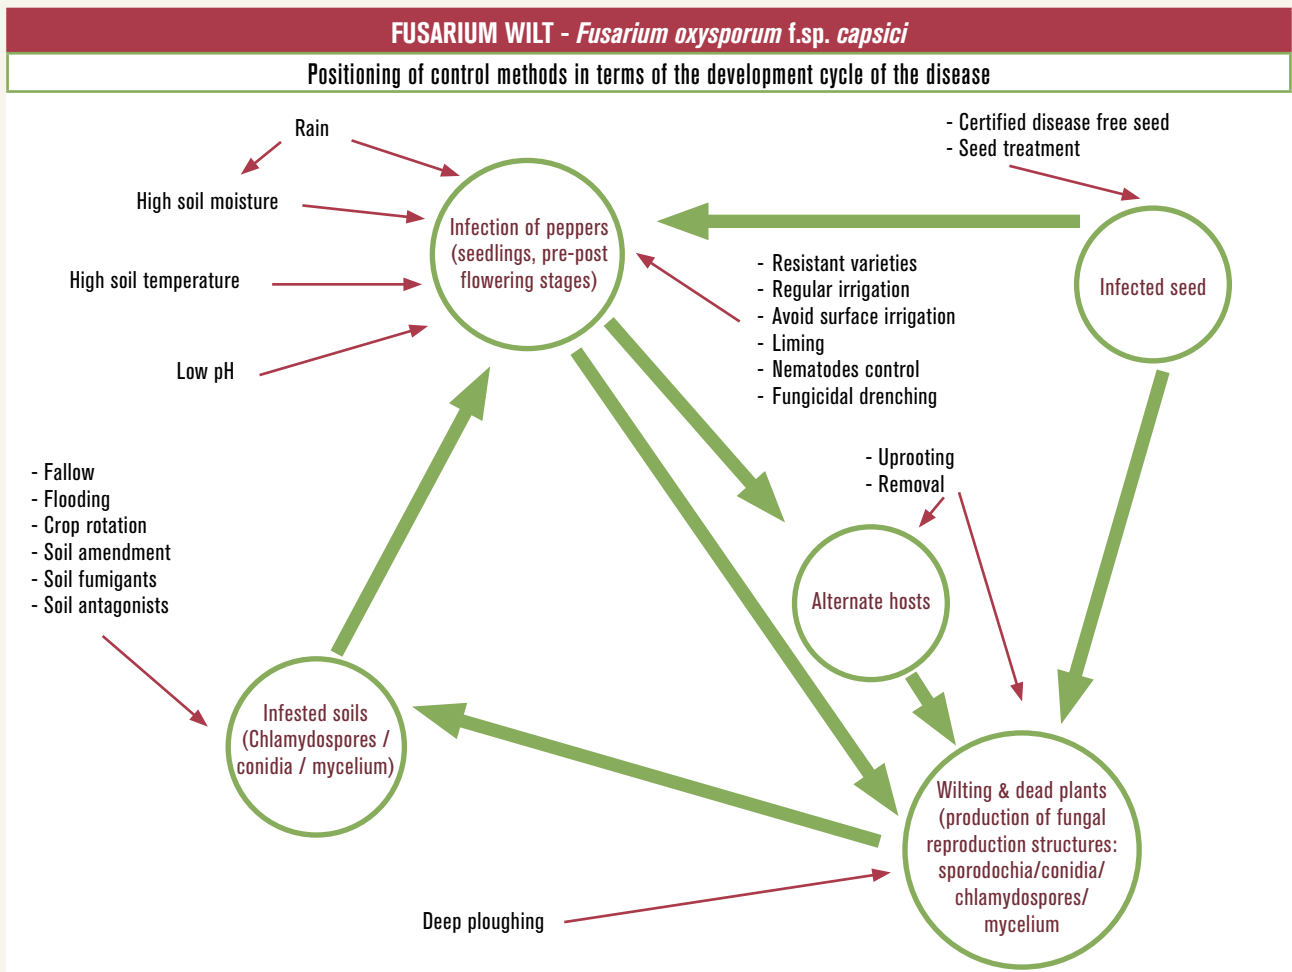 FUSARIUM WILT - Fusarium oxysporum f.sp. capsici
Positioning of control methods in terms of the development cycle of the disease
Rain
High soil moisture
High soil temperature
Low pH
Infection of peppers
(seedlings, pre-post
flowering stages)
- Certified disease free seed
- Seed treatment
Infected seed
- Resistant varieties
- Regular irrigation
- Avoid surface irrigation
- Liming
- Nematodes control
- Fungicidal drenching
- Uprooting
- Removal
Alternate hosts
- Fallow
- Flooding
- Crop rotation
- Soil amendment
- Soil fumigants
- Soil antagonists
Infested soils
(Chlamydospores /
conidia / mycelium)
Wilting & dead plants
(production of fungal
reproduction structures:
sporodochia/conidia/
chlamydospores/
mycelium
Deep ploughing